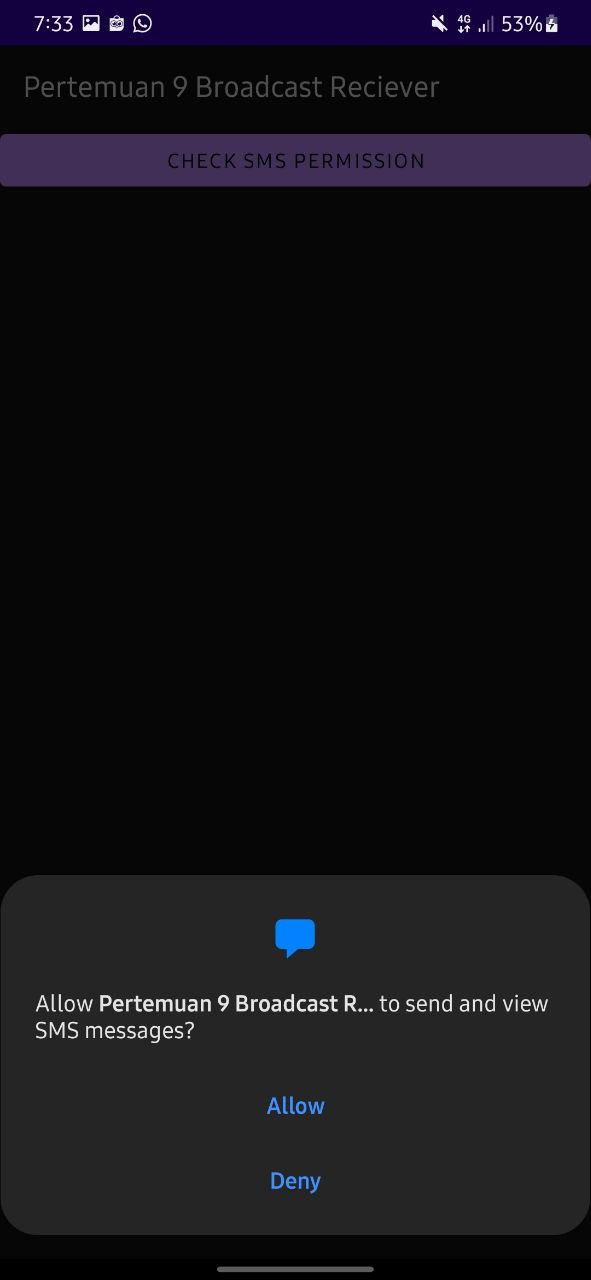 7:33
4G
53%
Pertemuan 9 Broadcast Reciever
CHECK SMS PERMISSION
Allow Pertemuan 9 Broadcast R... to send and view
SMS messages?
Allow
Deny